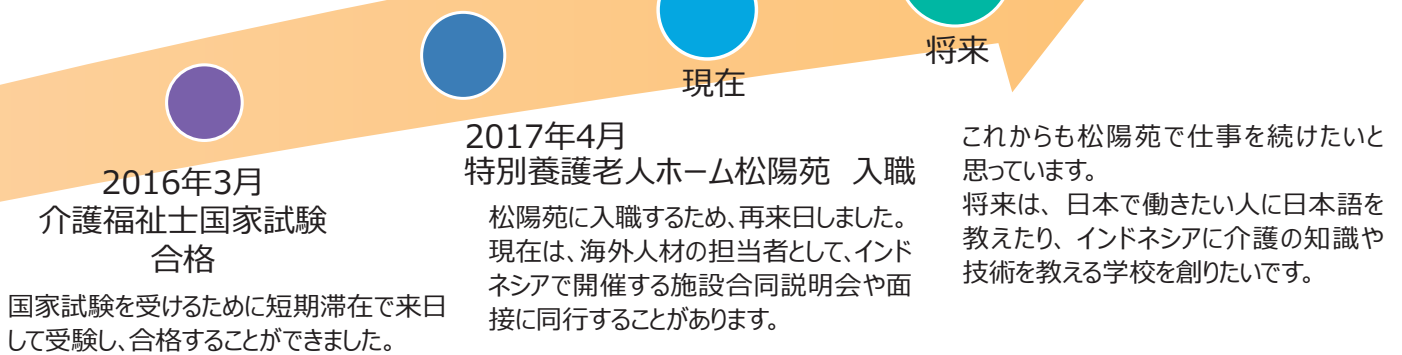 2016年3月
介護福祉士国家試験
合格
国家試験を受けるために短期滞在で来日
して受験し、合格することができました。
2017年4月
特別養護老人ホーム松陽苑　入職
松陽苑に入職するため、再来日しました。
現在は、海外人材の担当者として、インド
ネシアで開催する施設合同説明会や面
接に同行することがあります。
現在
将来
これからも松陽苑で仕事を続けたいと
思っています。
将来は、日本で働きたい人に日本語を
教えたり、インドネシアに介護の知識や
技術を教える学校を創りたいです。